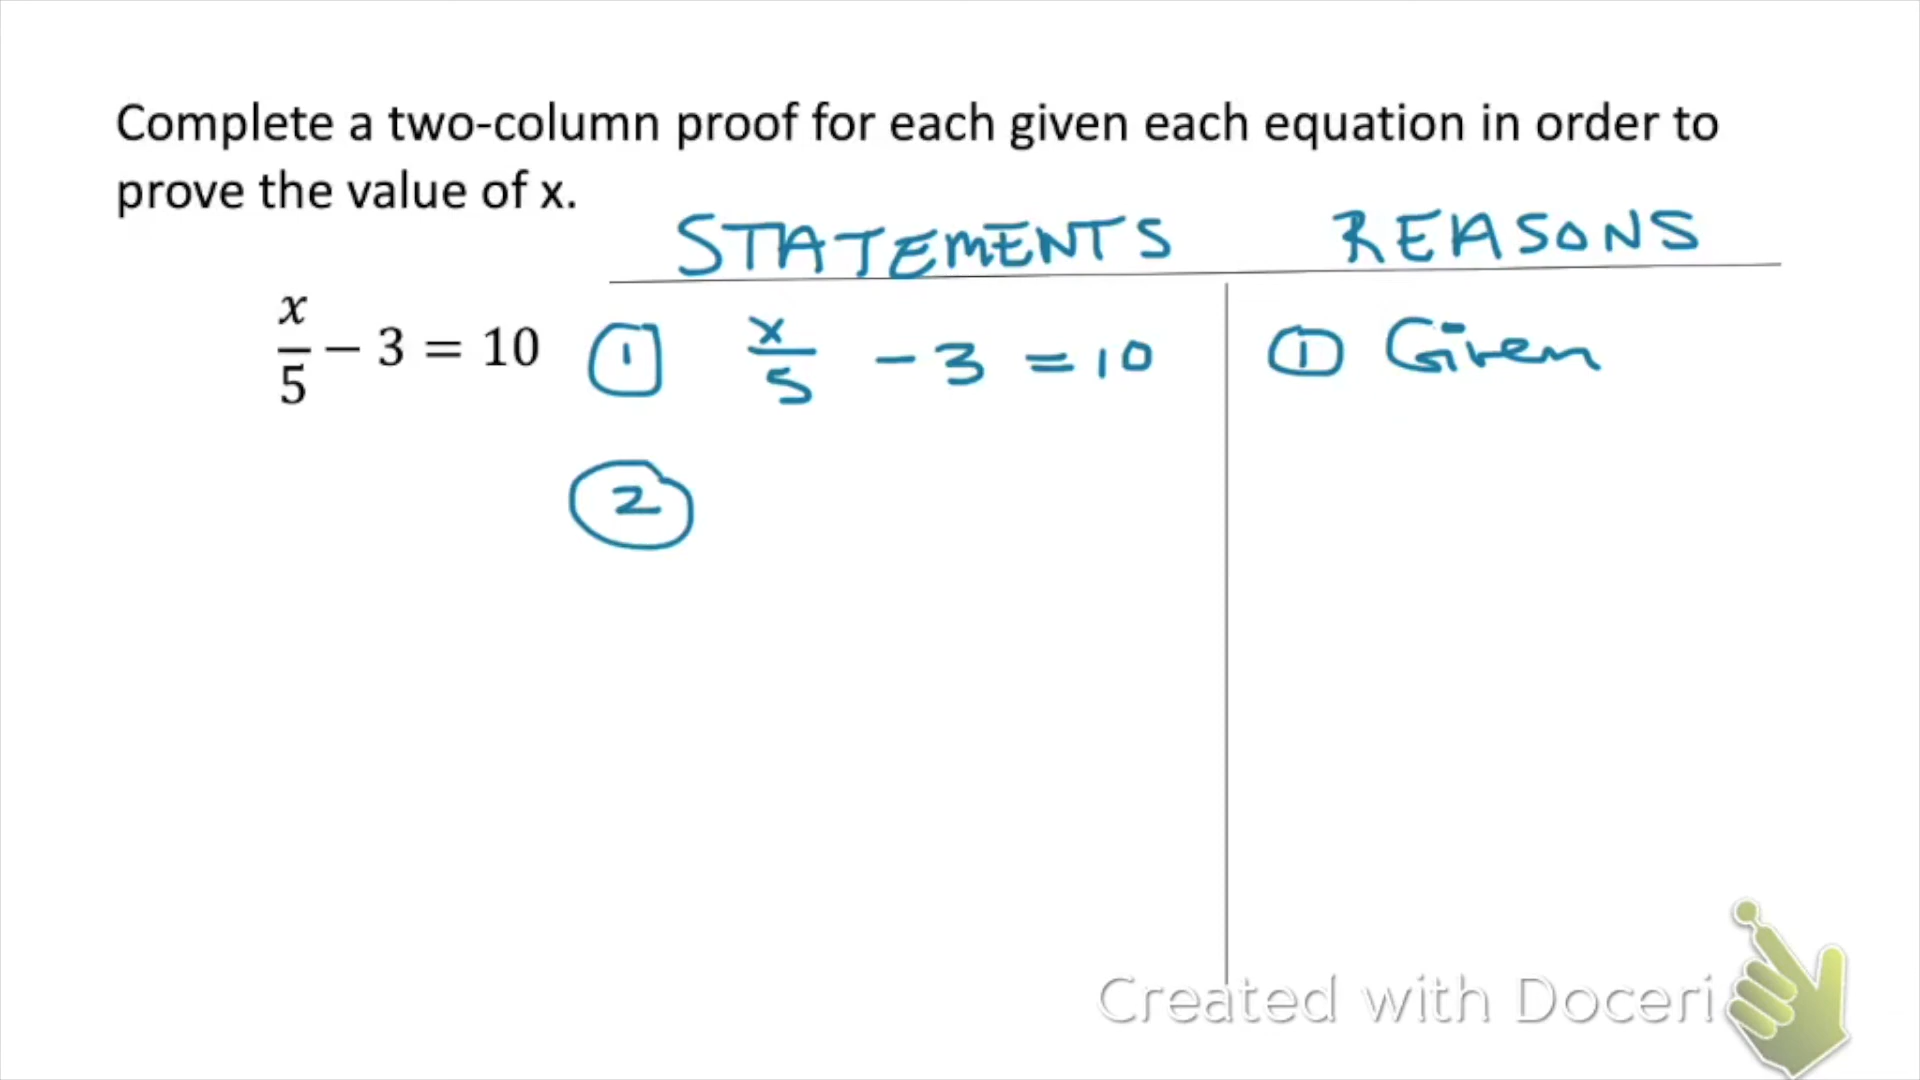 Complete a two-column proof for each given each equation in order to
prove the value of x.
STATEMENTS REASONS
x/5 − 3 = 10
① x/5 - 3 = 10 ① Given
②
Created with Doceri